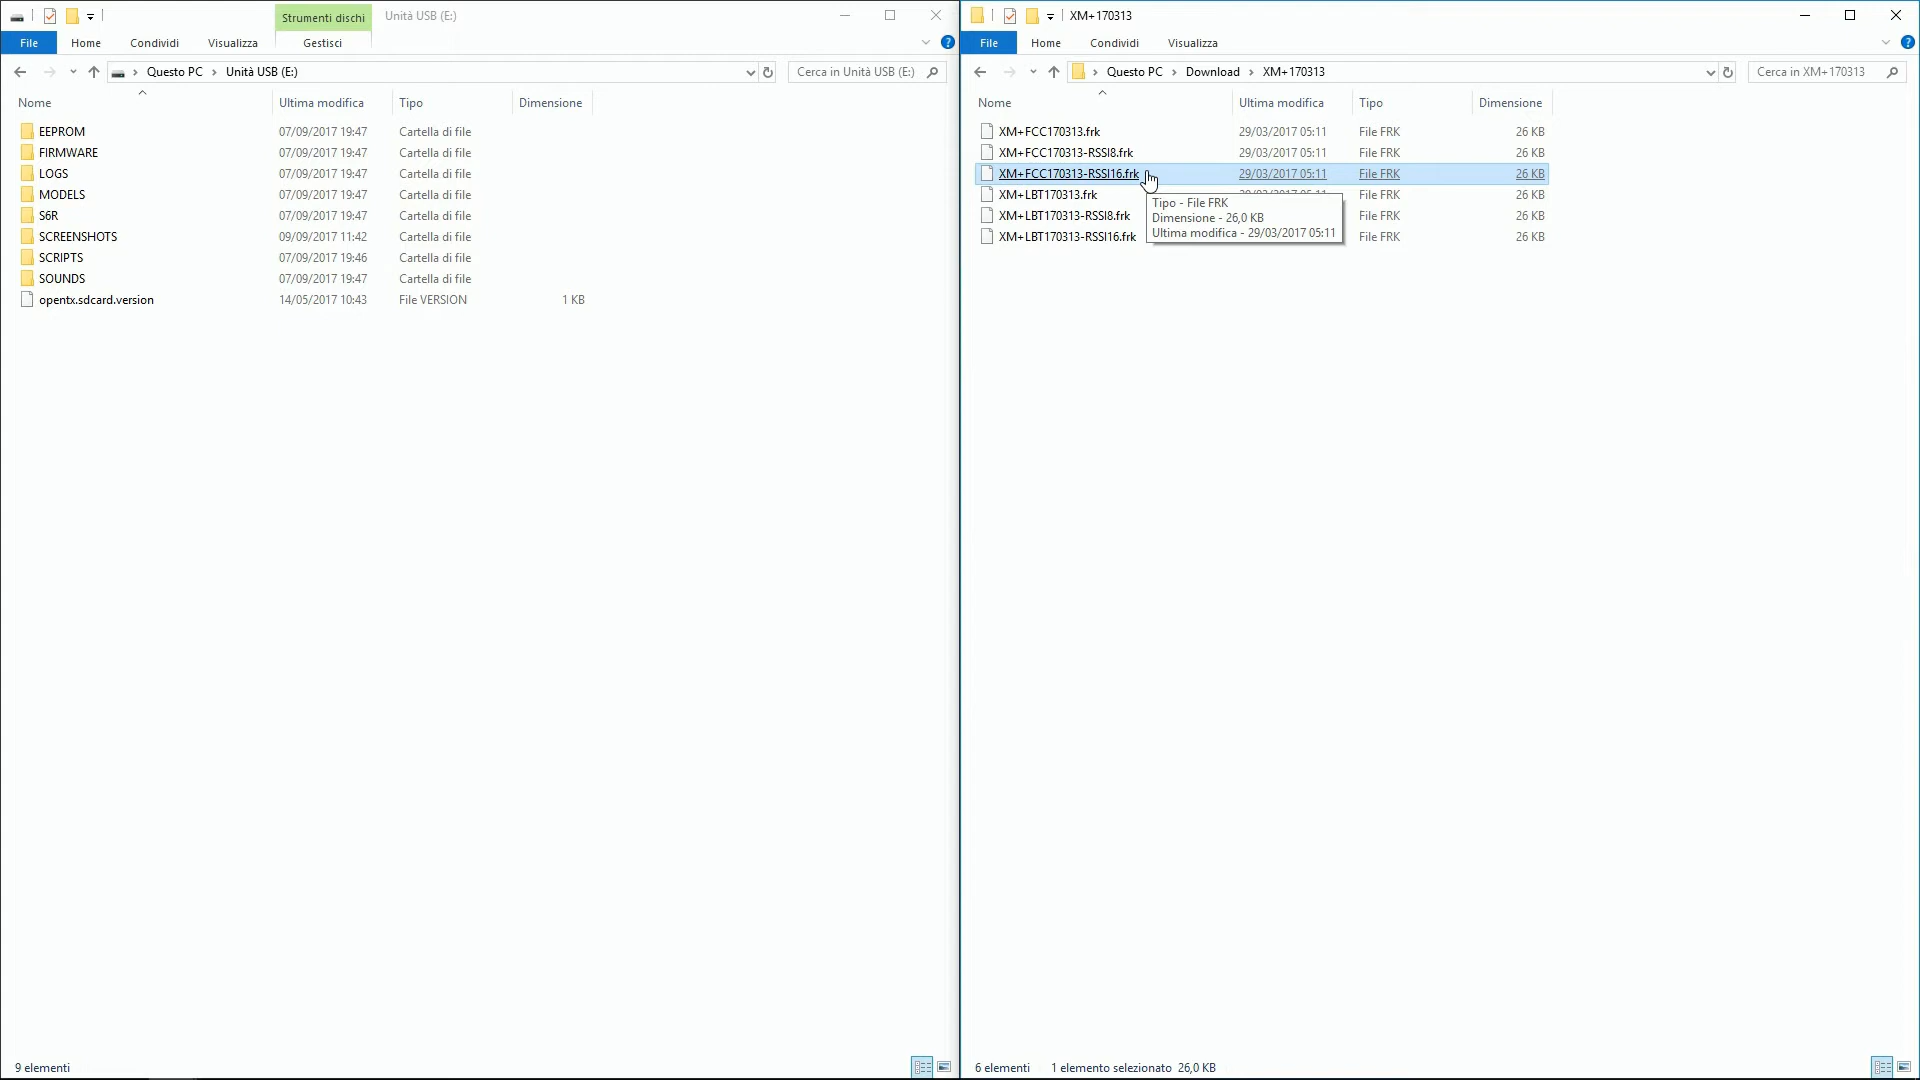 Strumenti dischi Unità USB (E:)
File Home Condividi Visualizza Gestisci
Questo PC Unità USB (E:) Cerca in Unità USB (E:)
Nome Ultima modifica Tipo Dimensione
EEPROM 07/09/2017 19:47 Cartella di file
FIRMWARE 07/09/2017 19:47 Cartella di file
LOGS 07/09/2017 19:47 Cartella di file
MODELS 07/09/2017 19:47 Cartella di file
S6R 07/09/2017 19:47 Cartella di file
SCREENSHOTS 09/09/2017 11:42 Cartella di file
SCRIPTS 07/09/2017 19:46 Cartella di file
SOUNDS 07/09/2017 19:47 Cartella di file
opentx.sdcard.version 14/05/2017 10:43 File VERSION 1 KB
9 elementi
XM+170313
File Home Condividi Visualizza
Questo PC Download XM+170313 Cerca in XM+170313
Nome Ultima modifica Tipo Dimensione
XM+FCC170313.frk 29/03/2017 05:11 File FRK 26 KB
XM+FCC170313-RSSI8.frk 29/03/2017 05:11 File FRK 26 KB
XM+FCC170313-RSSI16.frk 29/03/2017 05:11 File FRK 26 KB
XM+LBT170313.frk 29/03/2017 05:11 File FRK 26 KB
XM+LBT170313-RSSI8.frk File FRK 26 KB
XM+LBT170313-RSSI16.frk File FRK 26 KB
Tipo - File FRK
Dimensione - 26,0 KB
Ultima modifica - 29/03/2017 05:11
6 elementi 1 elemento selezionato 26,0 KB